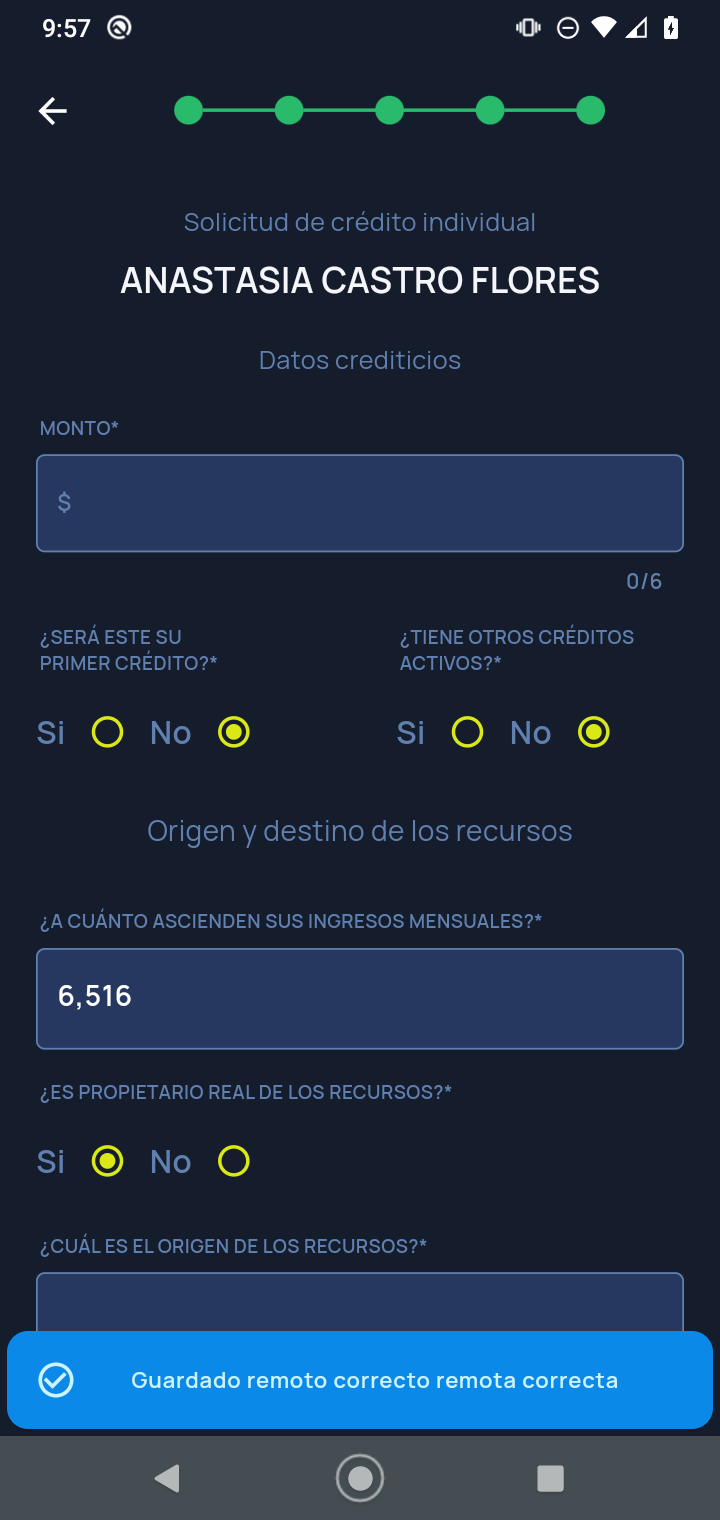 9:57
Solicitud de crédito individual
ANASTASIA CASTRO FLORES
Datos crediticios
MONTO*
$
0/6
¿SERÁ ESTE SU
PRIMER CRÉDITO?*
¿TIENE OTROS CRÉDITOS
ACTIVOS?*
Si No
Si No
Origen y destino de los recursos
¿A CUÁNTO ASCIENDEN SUS INGRESOS MENSUALES?*
6,516
¿ES PROPIETARIO REAL DE LOS RECURSOS?*
Si No
¿CUÁL ES EL ORIGEN DE LOS RECURSOS?*
Guardado remoto correcto remota correcta